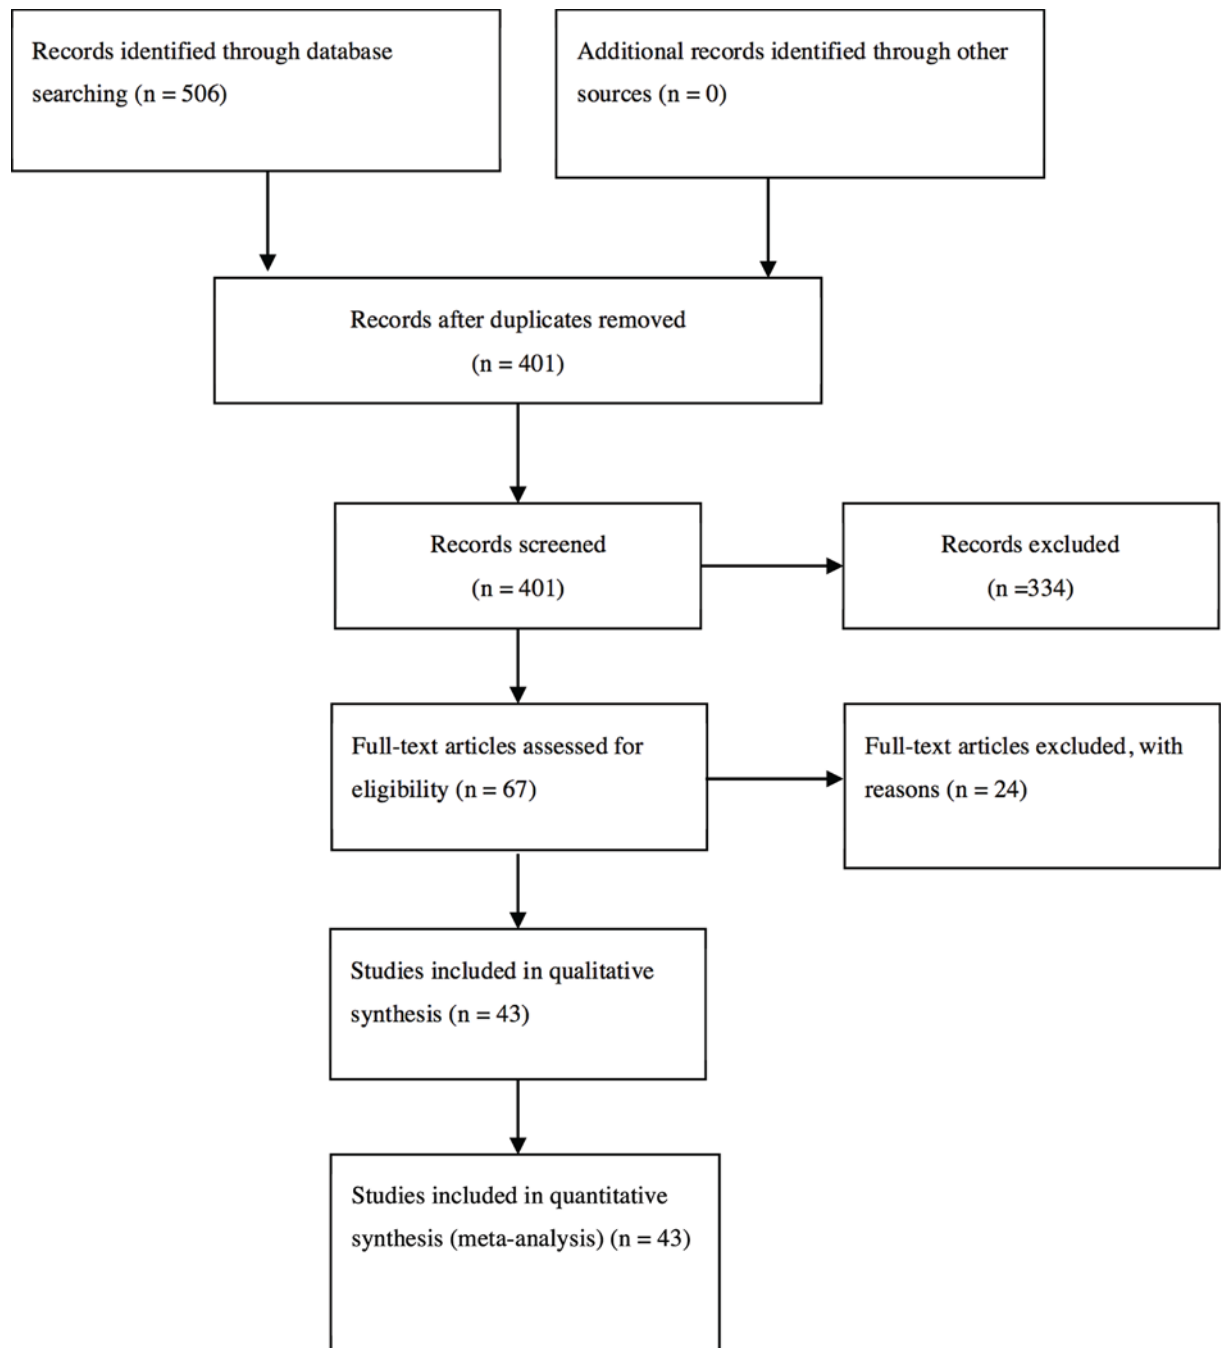 Records identified through database
searching (n = 506)
Additional records identified through other
sources (n = 0)
Records after duplicates removed
(n = 401)
Records screened
(n = 401)
Records excluded
(n =334)
Full-text articles assessed for
eligibility (n = 67)
Full-text articles excluded, with
reasons (n = 24)
Studies included in qualitative
synthesis (n = 43)
Studies included in quantitative
synthesis (meta-analysis) (n = 43)